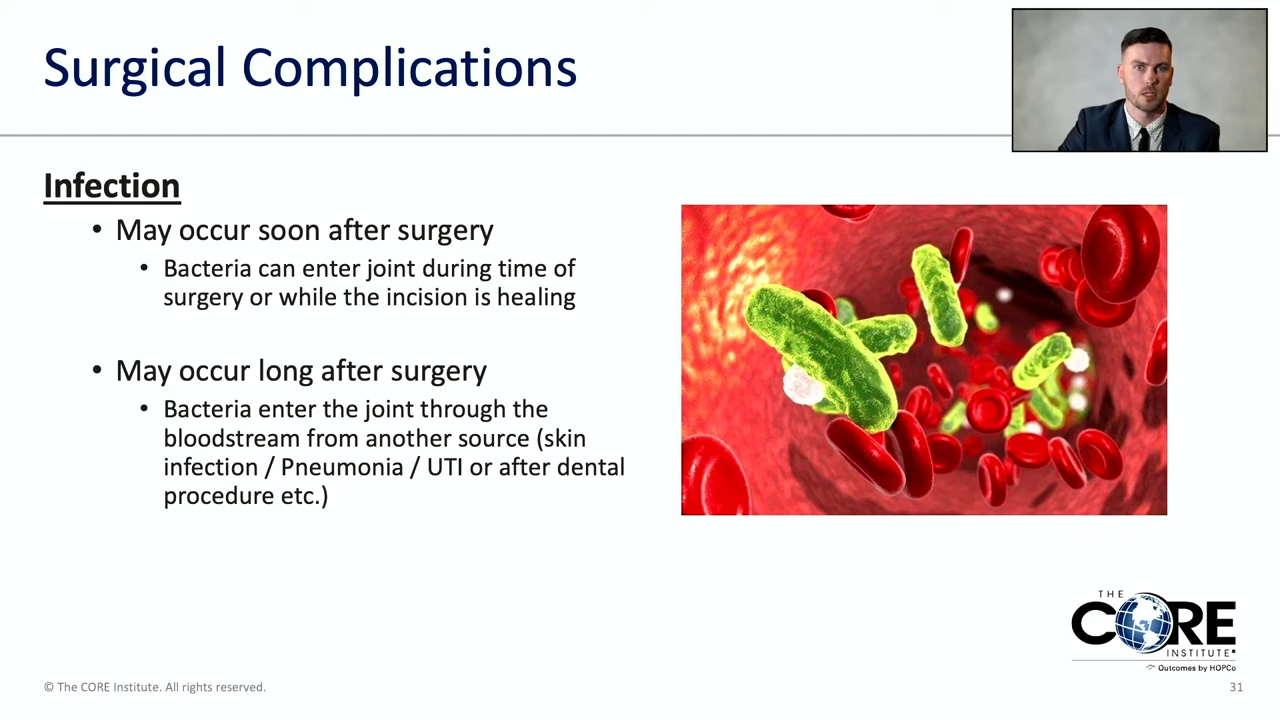 Surgical Complications
Infection
• May occur soon after surgery
• Bacteria can enter joint during time of
surgery or while the incision is healing
• May occur long after surgery
• Bacteria enter the joint through the
bloodstream from another source (skin
infection / Pneumonia / UTI or after dental
procedure etc.)
THE
CORE
INSTITUTE
Outcomes by HOPCo
© The CORE Institute. All rights reserved.
31